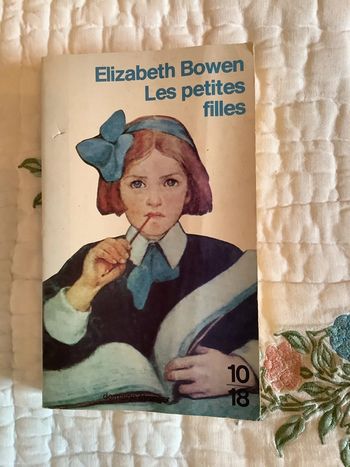 Elizabeth Bowen
Les petites
filles
10
18